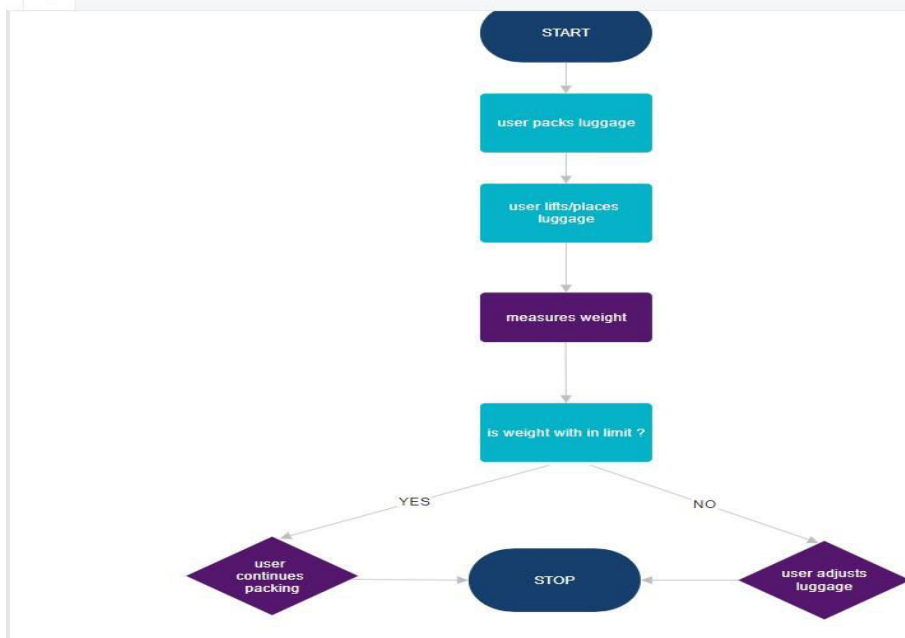 START
user packs luggage
user lifts/places
luggage
measures weight
is weight with in limit ?
YES
NO
user
continues
packing
STOP
user adjusts
luggage